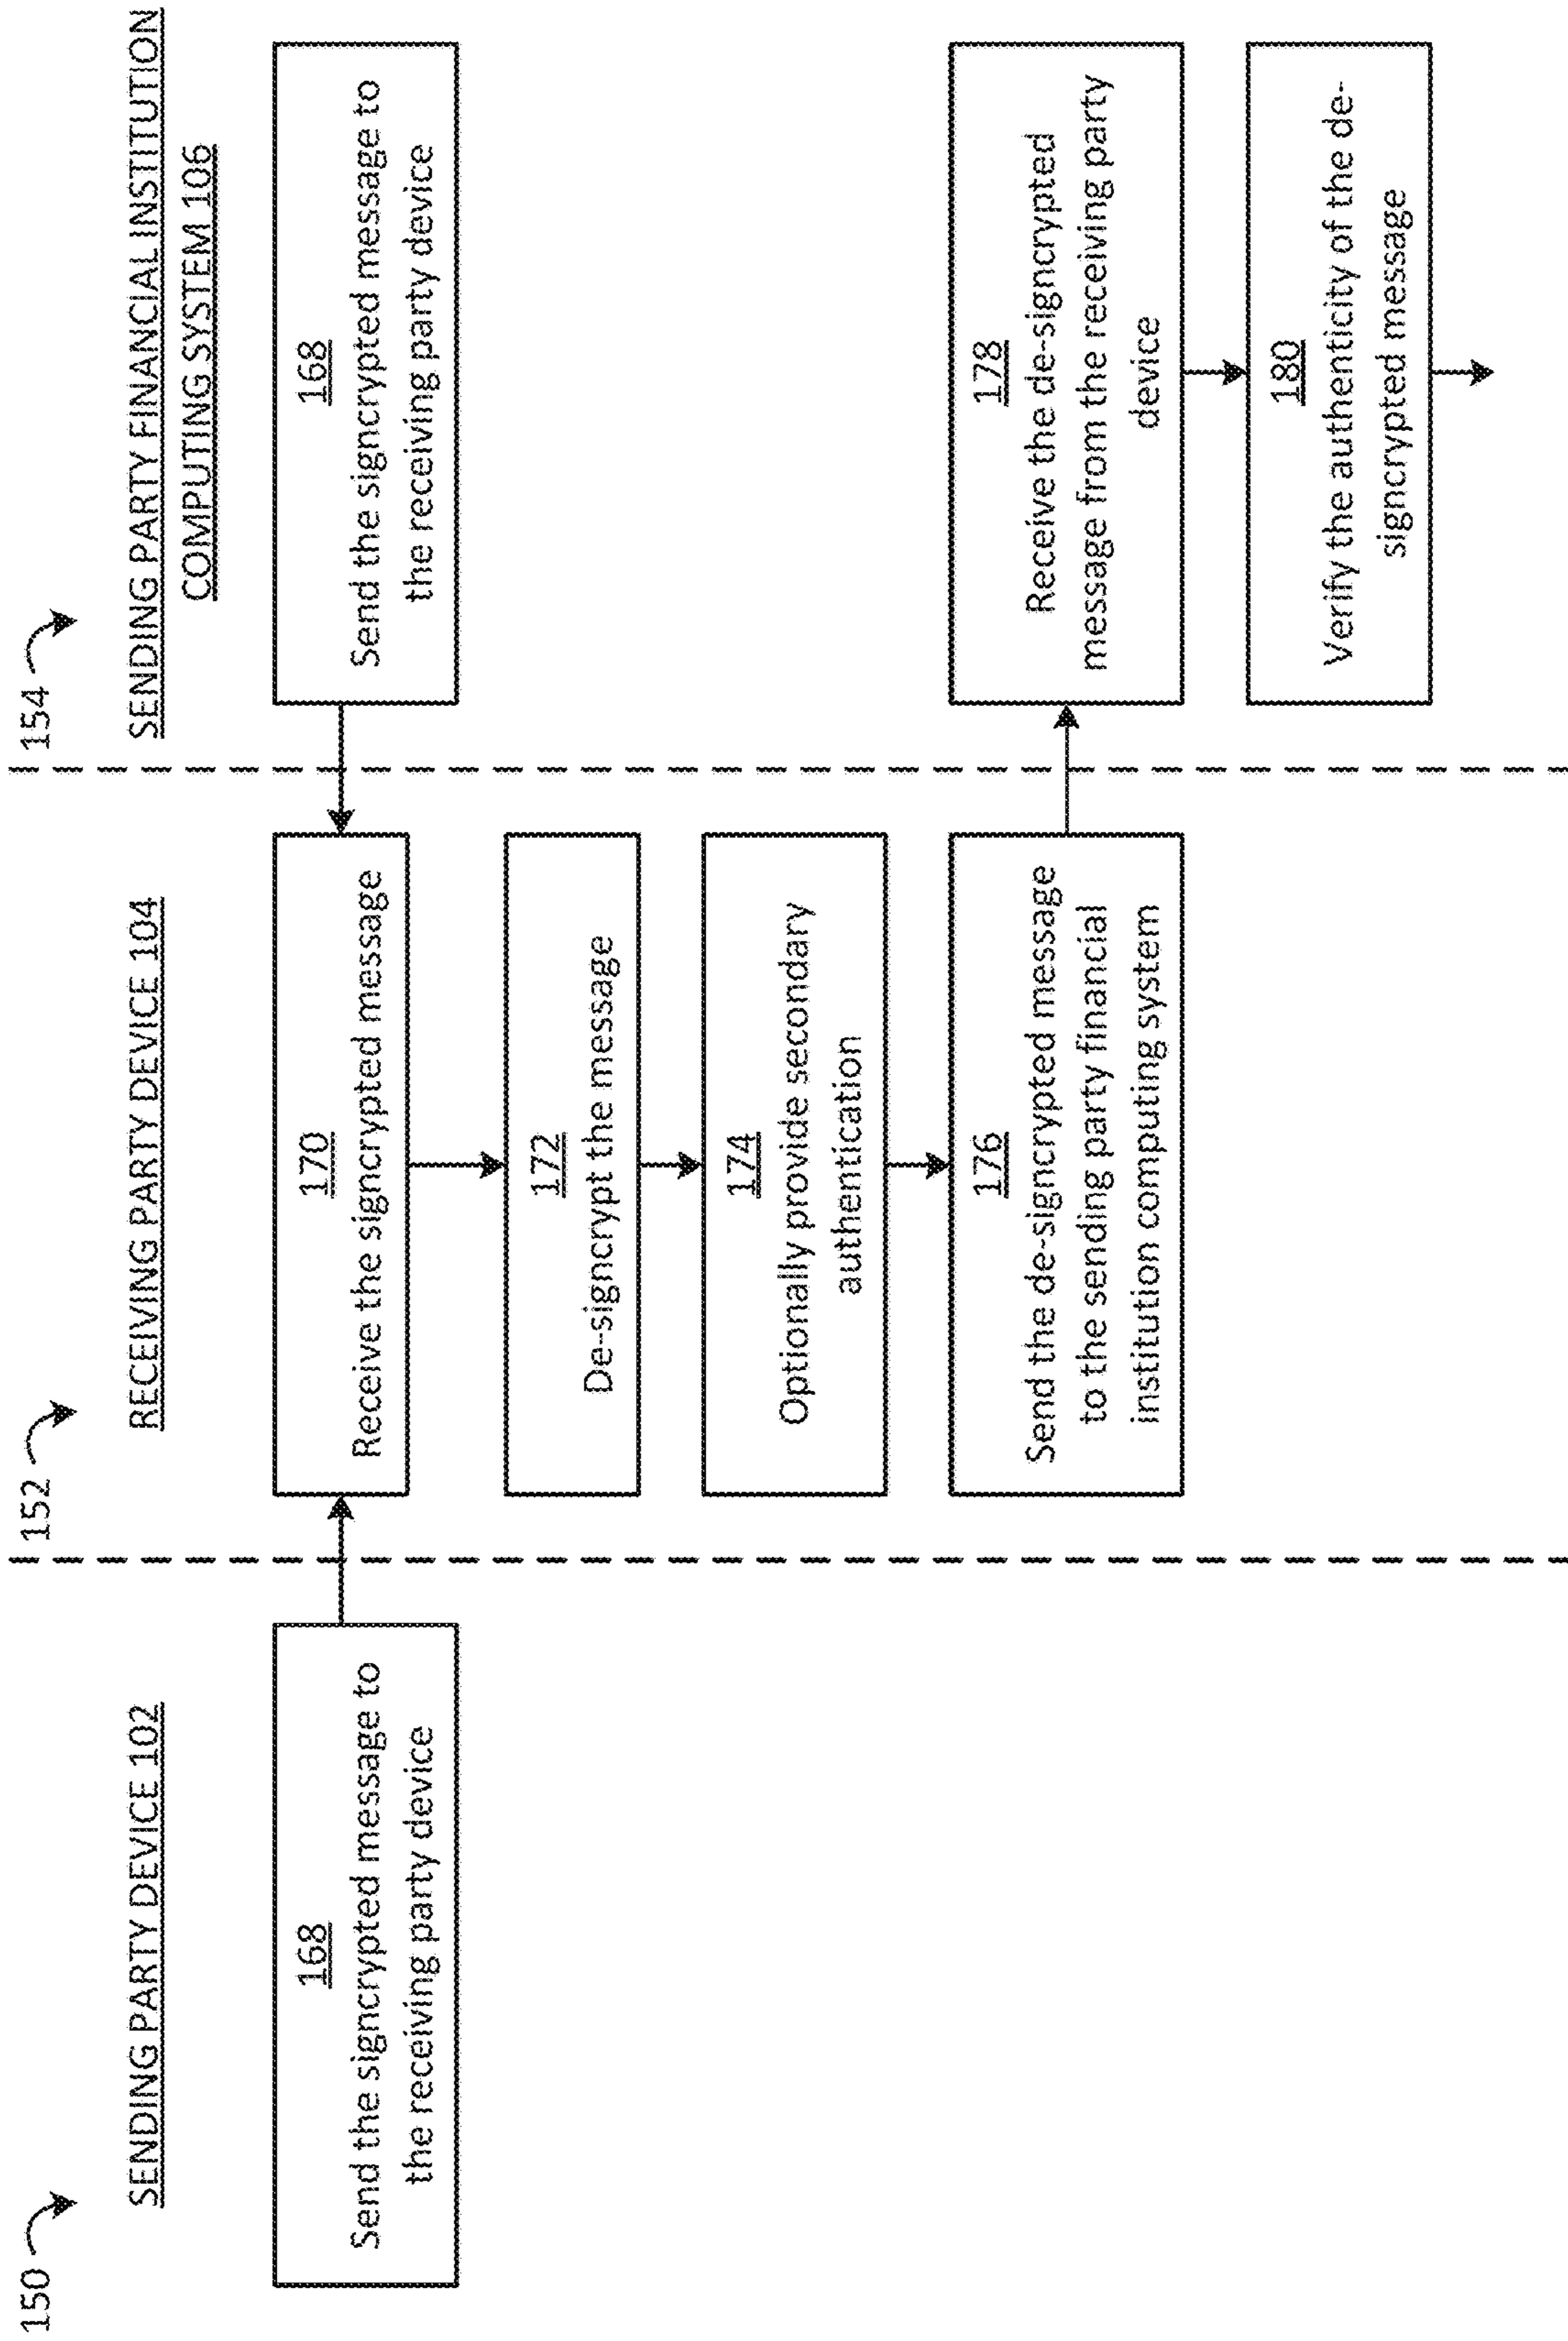 150
SENDING PARTY DEVICE 102
168
Send the signcrypted message to
the receiving party device
152
RECEIVING PARTY DEVICE 104
170
Receive the signcrypted message
172
De-signcrypt the message
174
Optionally provide secondary
authentication
176
Send the de-signcrypted message
to the sending party financial
institution computing system
154
SENDING PARTY FINANCIAL INSTITUTION
COMPUTING SYSTEM 106
168
Send the signcrypted message to
the receiving party device
178
Receive the de-signcrypted
message from the receiving party
device
180
Verify the authenticity of the de-
signcrypted message